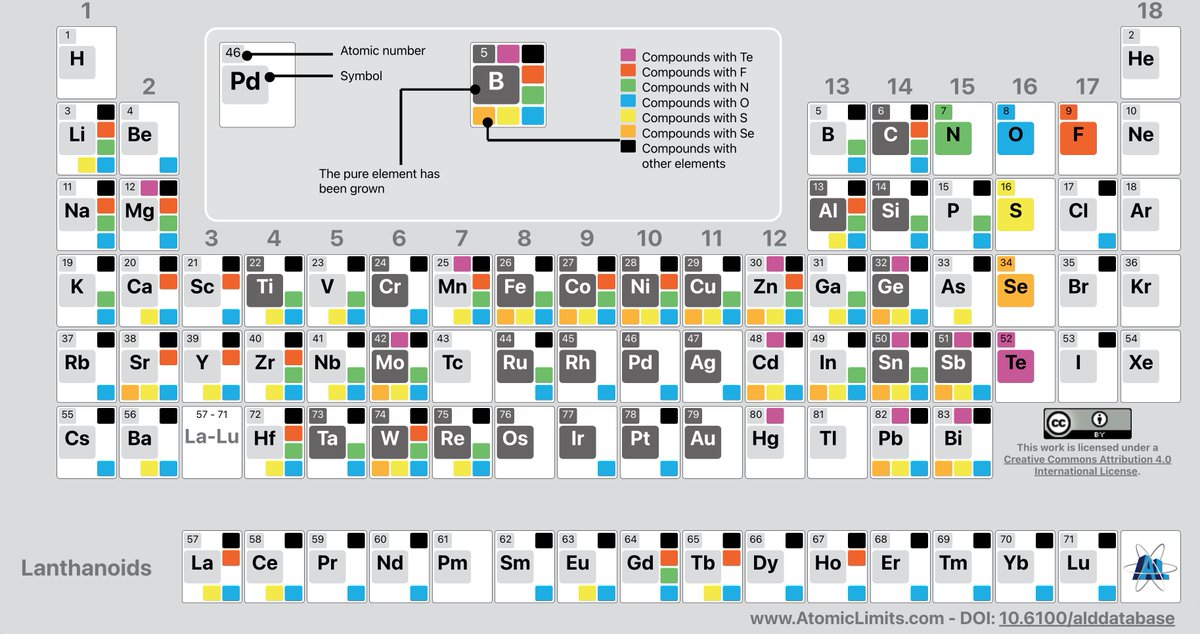 1
18
1
H
46
Pd
Atomic number
Symbol
5
B
The pure element has
been grown
Compounds with Te
Compounds with F
Compounds with N
Compounds with O
Compounds with S
Compounds with Se
Compounds with
other elements
2
He
2
13
14
15
16
17
3
Li
4
Be
5
B
6
C
7
N
8
O
9
F
10
Ne
11
Na
12
Mg
13
Al
14
Si
15
P
16
S
17
Cl
18
Ar
3
4
5
6
7
8
9
10
11
12
19
K
20
Ca
21
Sc
22
Ti
23
V
24
Cr
25
Mn
26
Fe
27
Co
28
Ni
29
Cu
30
Zn
31
Ga
32
Ge
33
As
34
Se
35
Br
36
Kr
37
Rb
38
Sr
39
Y
40
Zr
41
Nb
42
Mo
43
Tc
44
Ru
45
Rh
46
Pd
47
Ag
48
Cd
49
In
50
Sn
51
Sb
52
Te
53
I
54
Xe
55
Cs
56
Ba
57 - 71
La-Lu
72
Hf
73
Ta
74
W
75
Re
76
Os
77
Ir
78
Pt
79
Au
80
Hg
81
Tl
82
Pb
83
Bi
cc
BY
This work is licensed under a
Creative Commons Attribution 4.0
International License.
Lanthanoids
57
La
58
Ce
59
Pr
60
Nd
61
Pm
62
Sm
63
Eu
64
Gd
65
Tb
66
Dy
67
Ho
68
Er
69
Tm
70
Yb
71
Lu
AL
www.AtomicLimits.com - DOI: 10.6100/alddatabase